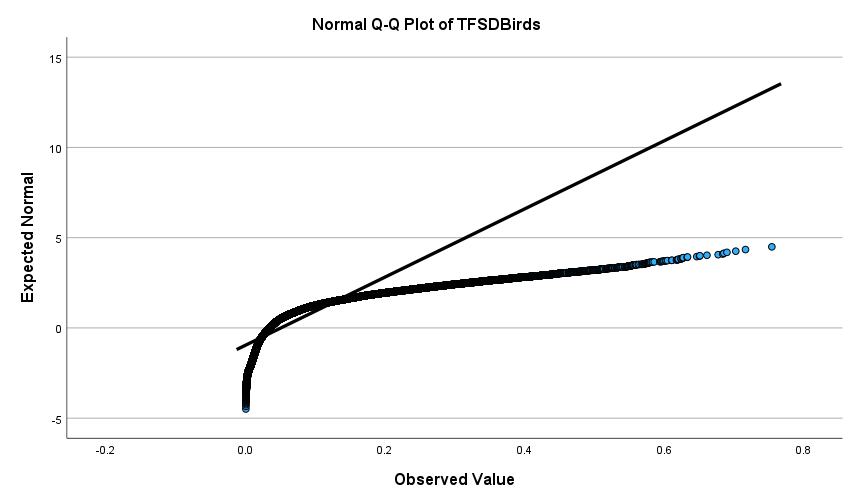 Normal Q-Q Plot of TFSDBirds
15
10
5
0
-5
Expected Normal
-0.2 0.0 0.2 0.4 0.6 0.8
Observed Value